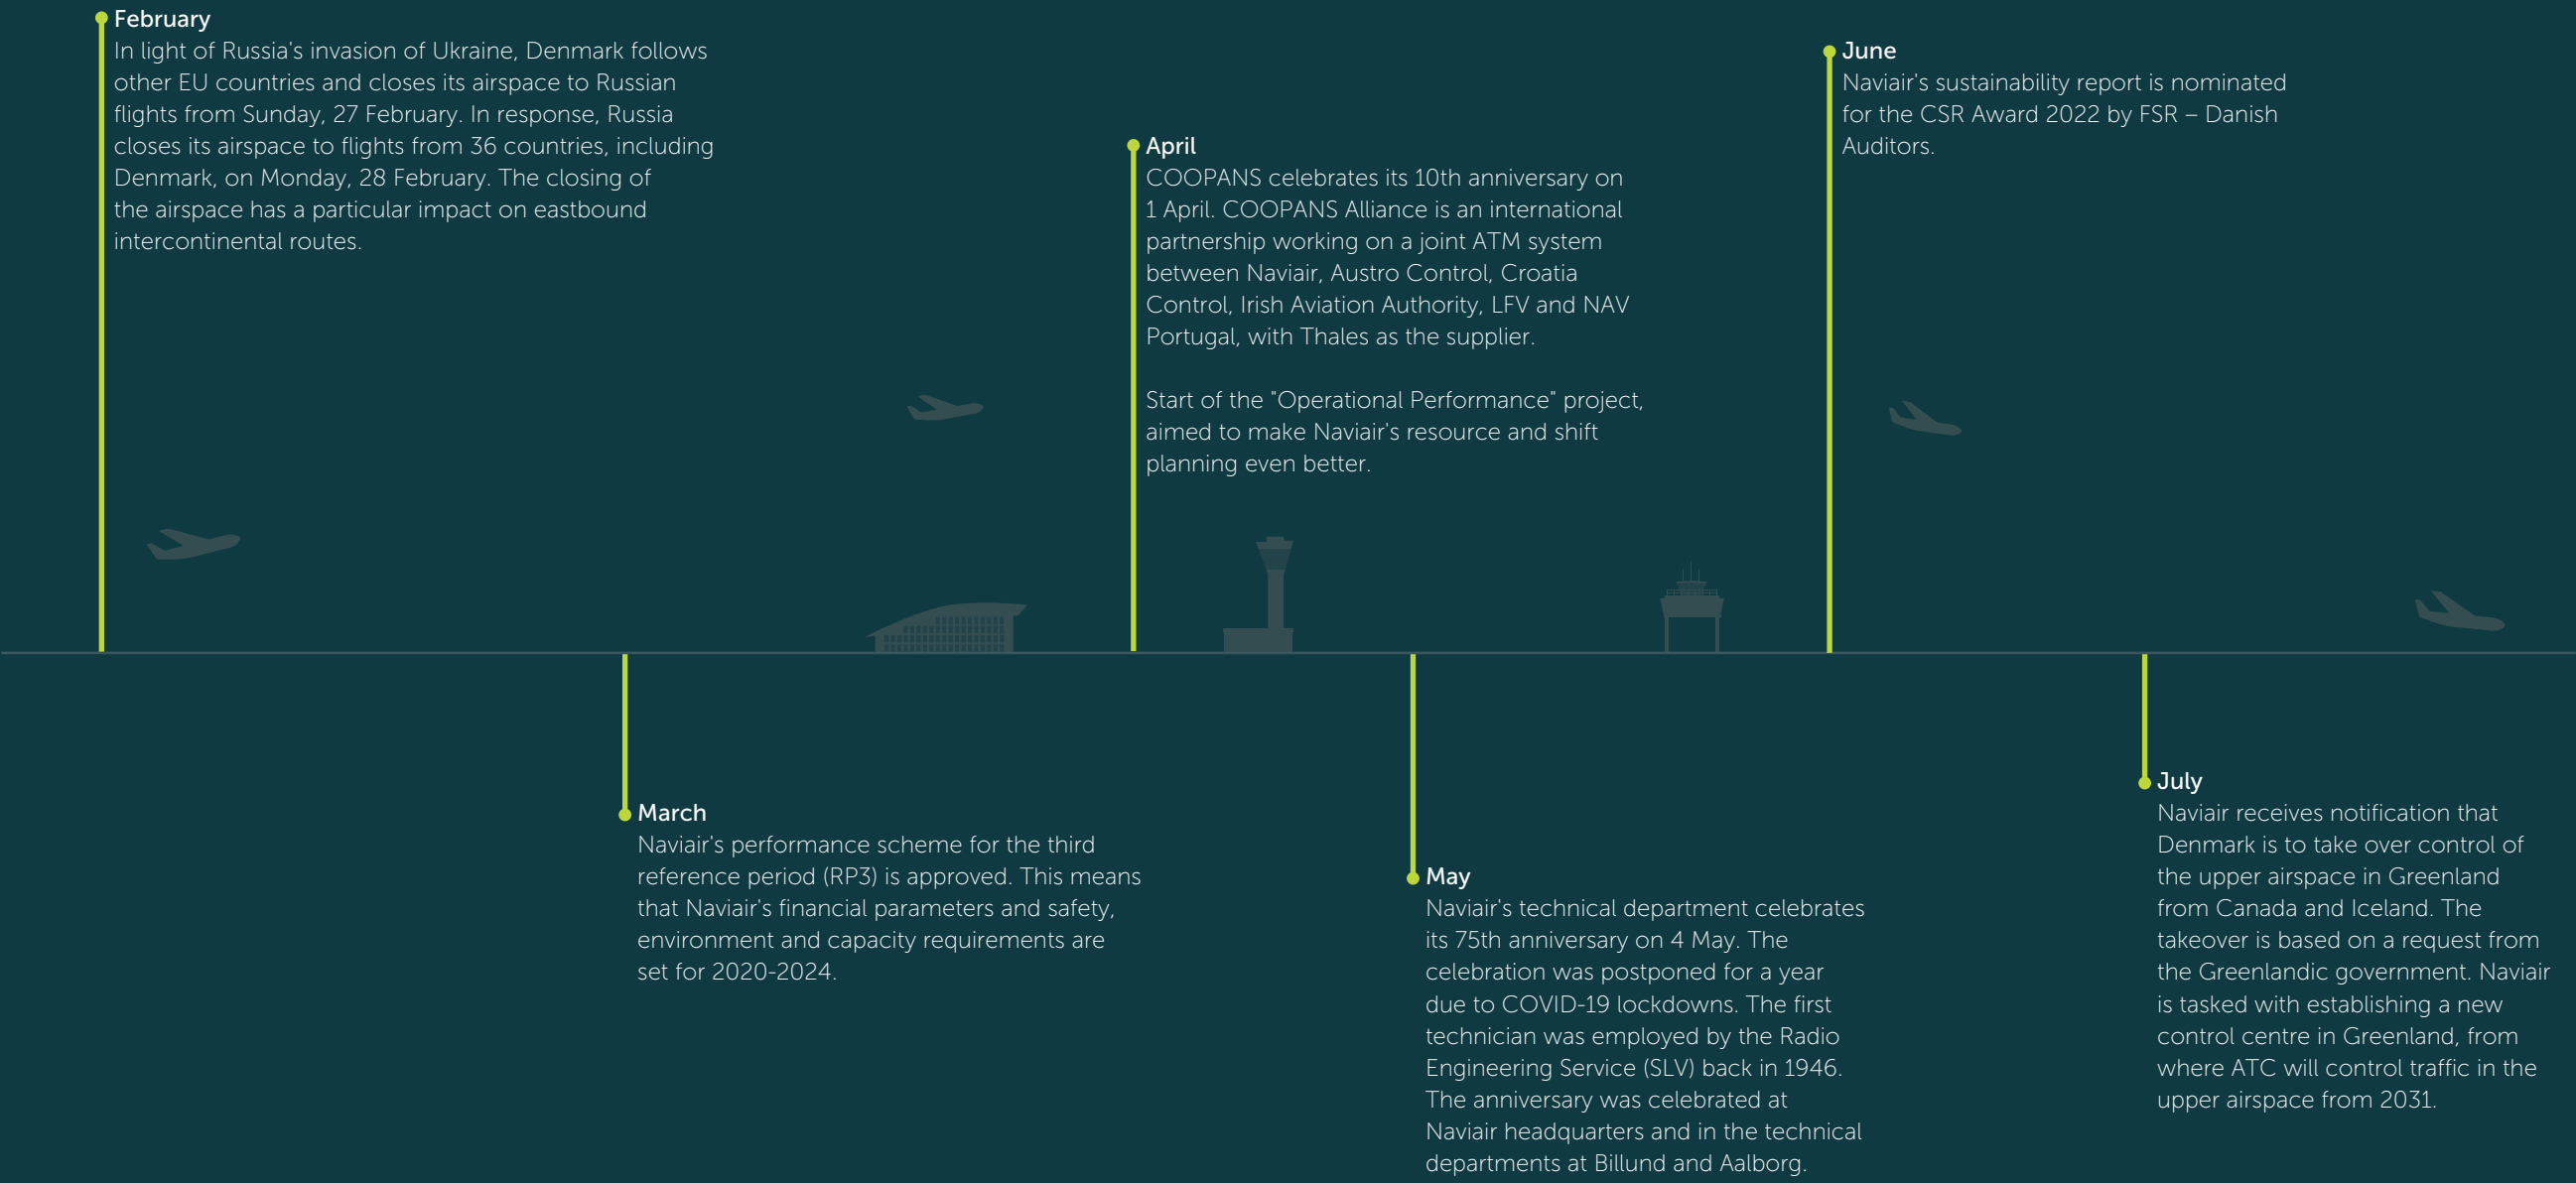 February
In light of Russia's invasion of Ukraine, Denmark follows
other EU countries and closes its airspace to Russian
flights from Sunday, 27 February. In response, Russia
closes its airspace to flights from 36 countries, including
Denmark, on Monday, 28 February. The closing of
the airspace has a particular impact on eastbound
intercontinental routes.
March
Naviair's performance scheme for the third
reference period (RP3) is approved. This means
that Naviair's financial parameters and safety,
environment and capacity requirements are
set for 2020-2024.
April
COOPANS celebrates its 10th anniversary on
1 April. COOPANS Alliance is an international
partnership working on a joint ATM system
between Naviair, Austro Control, Croatia
Control, Irish Aviation Authority, LFV and NAV
Portugal, with Thales as the supplier.
Start of the "Operational Performance" project,
aimed to make Naviair's resource and shift
planning even better.
May
Naviair's technical department celebrates
its 75th anniversary on 4 May. The
celebration was postponed for a year
due to COVID-19 lockdowns. The first
technician was employed by the Radio
Engineering Service (SLV) back in 1946.
The anniversary was celebrated at
Naviair headquarters and in the technical
departments at Billund and Aalborg.
June
Naviair's sustainability report is nominated
for the CSR Award 2022 by FSR – Danish
Auditors.
July
Naviair receives notification that
Denmark is to take over control of
the upper airspace in Greenland
from Canada and Iceland. The
takeover is based on a request from
the Greenlandic government. Naviair
is tasked with establishing a new
control centre in Greenland, from
where ATC will control traffic in the
upper airspace from 2031.